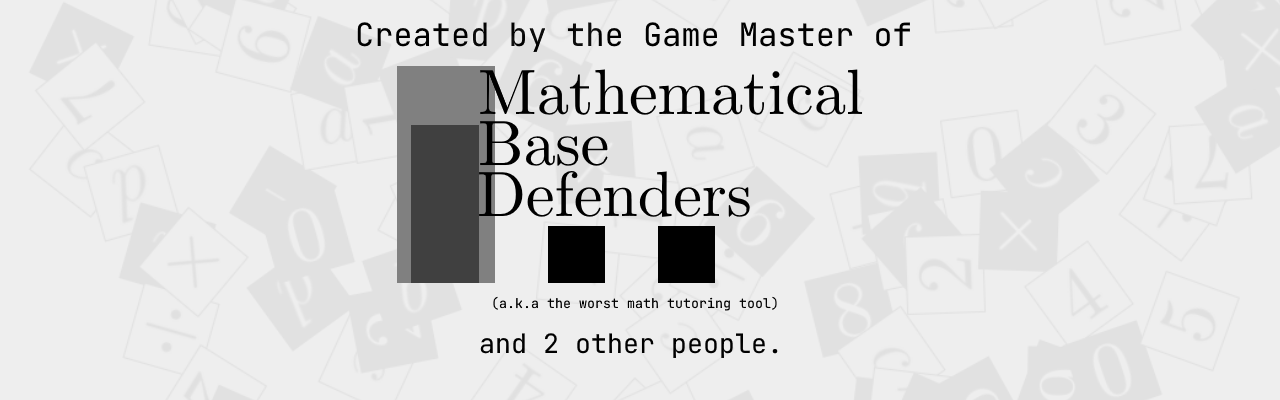 Created by the Game Master of
Mathematical
Base
Defenders
(a.k.a the worst math tutoring tool)
and 2 other people.